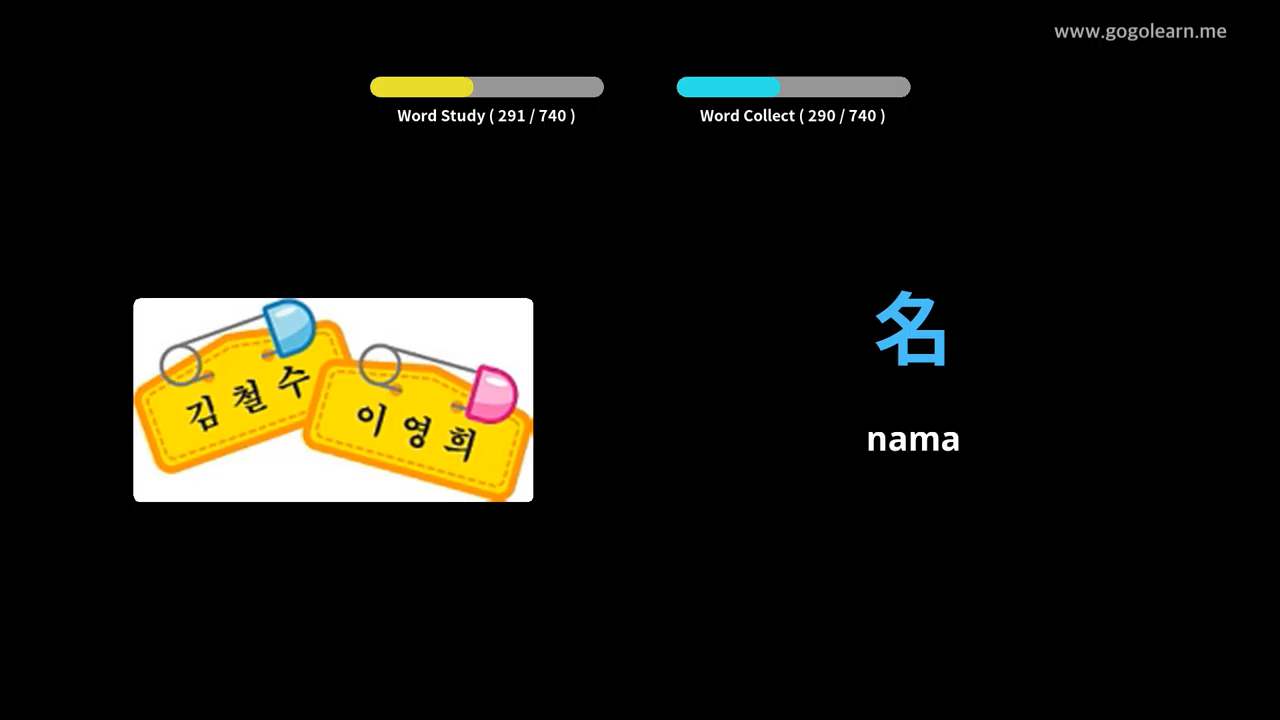 www.gogolearn.me
Word Study ( 291 / 740 )
Word Collect ( 290 / 740 )
김철수
이영희
名
nama